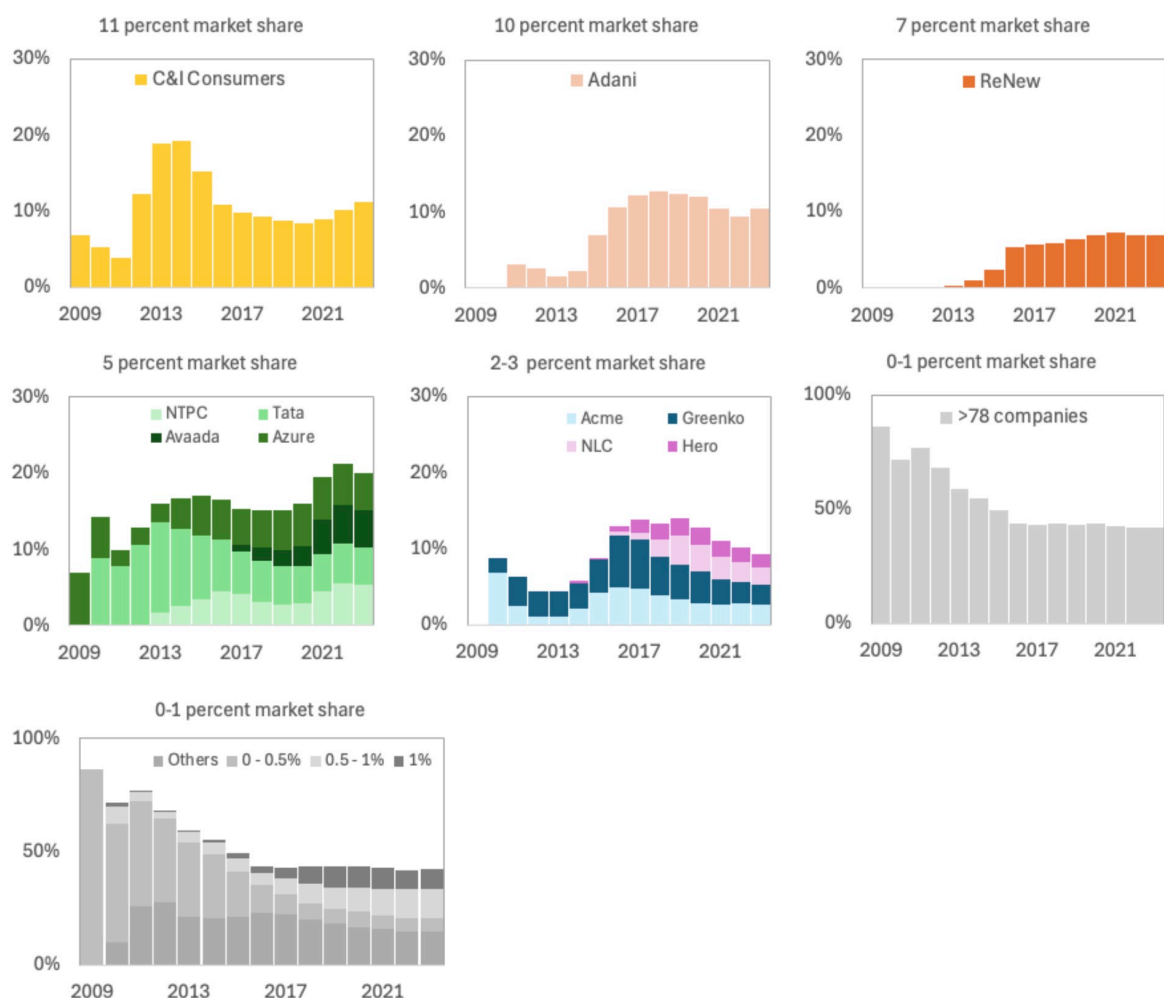 11 percent market share
30%
C&I Consumers
20%
10%
0%
2009 2013 2017 2021
10 percent market share
30%
Adani
20%
10%
0%
2009 2013 2017 2021
7 percent market share
30%
ReNew
20%
10%
0%
2009 2013 2017 2021
5 percent market share
30%
NTPC Tata
Avaada Azure
20%
10%
0%
2009 2013 2017 2021
2-3 percent market share
30%
Acme Greenko
NLC Hero
20%
10%
0%
2009 2013 2017 2021
0-1 percent market share
100%
>78 companies
50%
0%
2009 2013 2017 2021
0-1 percent market share
100%
Others 0 - 0.5% 0.5 - 1% 1%
50%
0%
2009 2013 2017 2021